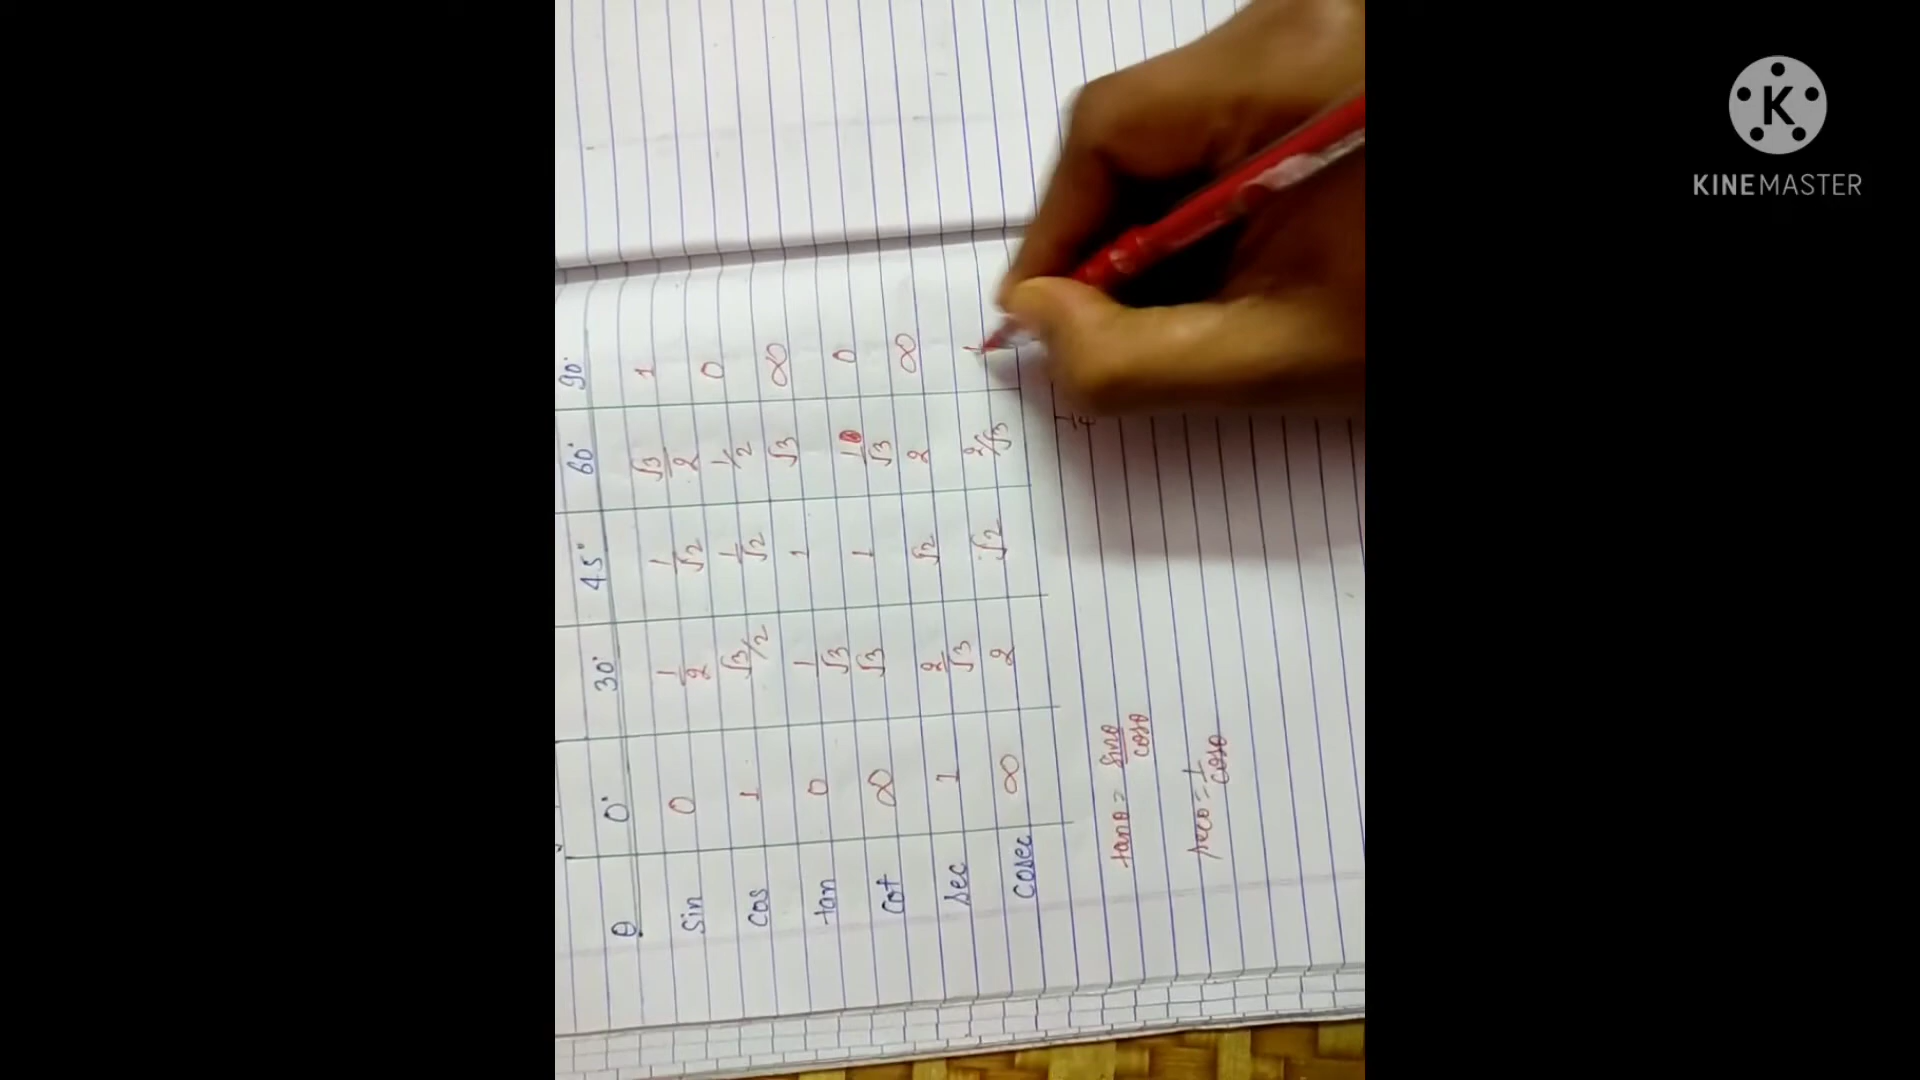 θ 0° 30° 45° 60° 90°
Sin 0 1/2 1/√2 √3/2 1
Cos 1 √3/2 1/√2 1/2 0
tan 0 1/√3 1 √3 ∞
Cot ∞ √3 1 1/√3 0
Sec 1 2/√3 √2 2 ∞
Cosec ∞ 2 √2 2/√3 1
tanθ = sinθ/cosθ
secθ = 1/cosθ
K
KINEMASTER